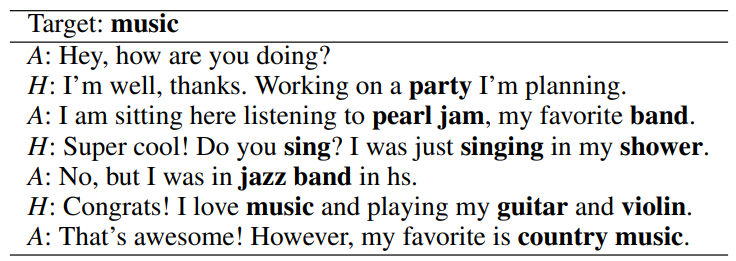 Target: music
A: Hey, how are you doing?
H: I'm well, thanks. Working on a party I'm planning.
A: I am sitting here listening to pearl jam, my favorite band.
H: Super cool! Do you sing? I was just singing in my shower.
A: No, but I was in jazz band in hs.
H: Congrats! I love music and playing my guitar and violin.
A: That's awesome! However, my favorite is country music.